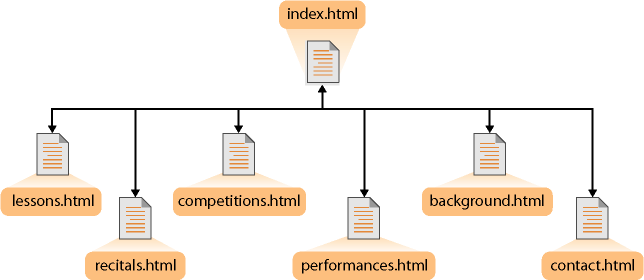 index.html
lessons.html
competitions.html
background.html
recitals.html
performances.html
contact.html